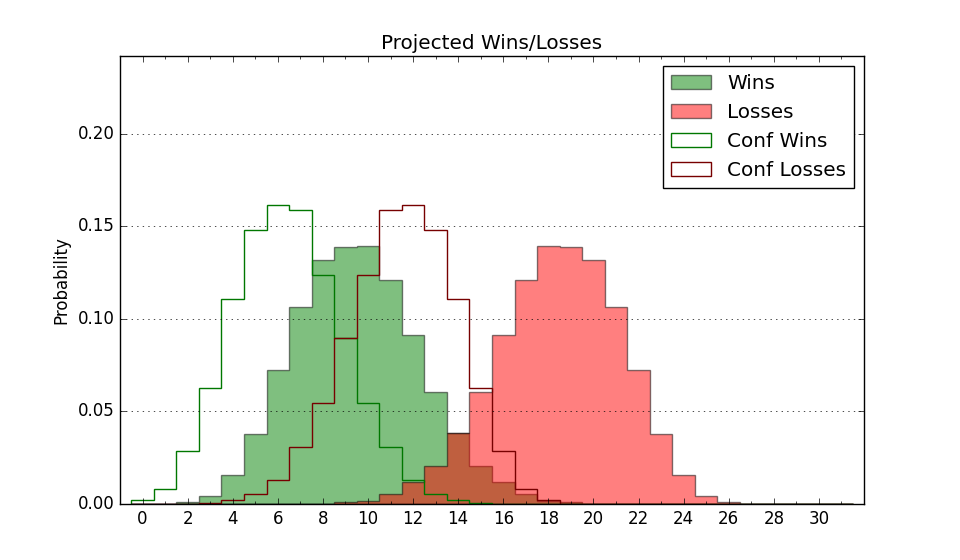 Projected Wins/Losses
Wins
Losses
Conf Wins
Conf Losses
Probability
0.20
0.15
0.10
0.05
0.00
0 2 4 6 8 10 12 14 16 18 20 22 24 26 28 30